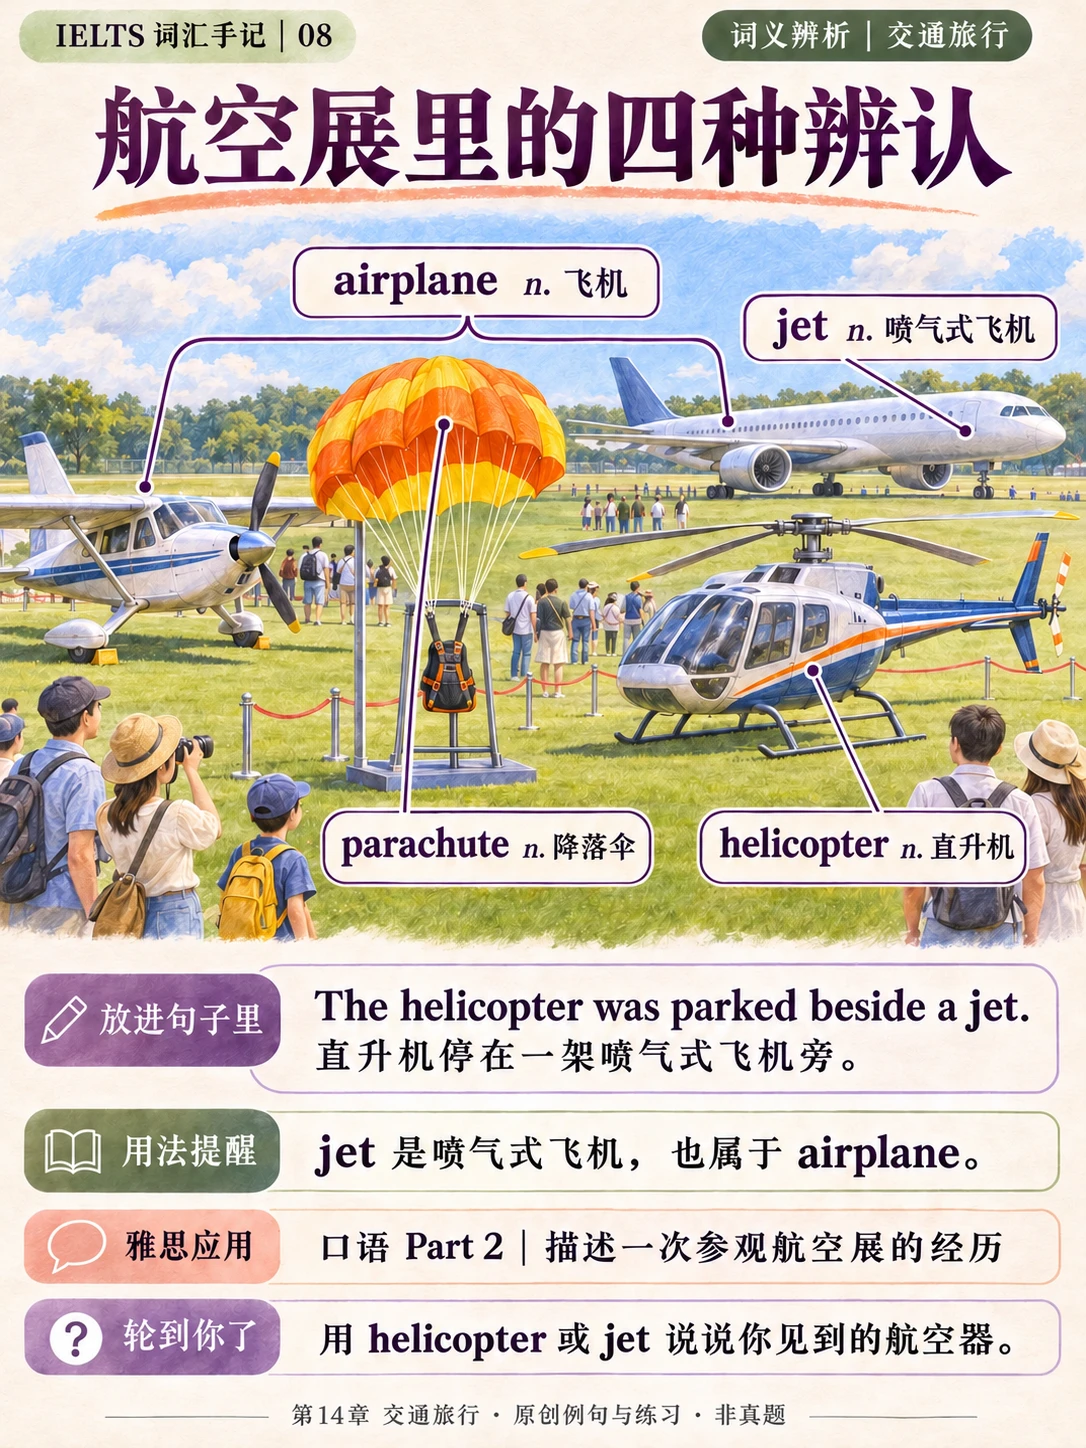 IELTS 词汇手记 | 08
词义辨析 | 交通旅行
航空展里的四种辨认
airplane n. 飞机
jet n. 喷气式飞机
parachute n. 降落伞
helicopter n. 直升机
放进句子里
The helicopter was parked beside a jet.
直升机停在一架喷气式飞机旁。
用法提醒
jet 是喷气式飞机，也属于 airplane。
雅思应用
口语 Part 2 | 描述一次参观航空展的经历
? 轮到你了
用 helicopter 或 jet 说说你见到的航空器。
第14章 交通旅行 · 原创例句与练习 · 非真题